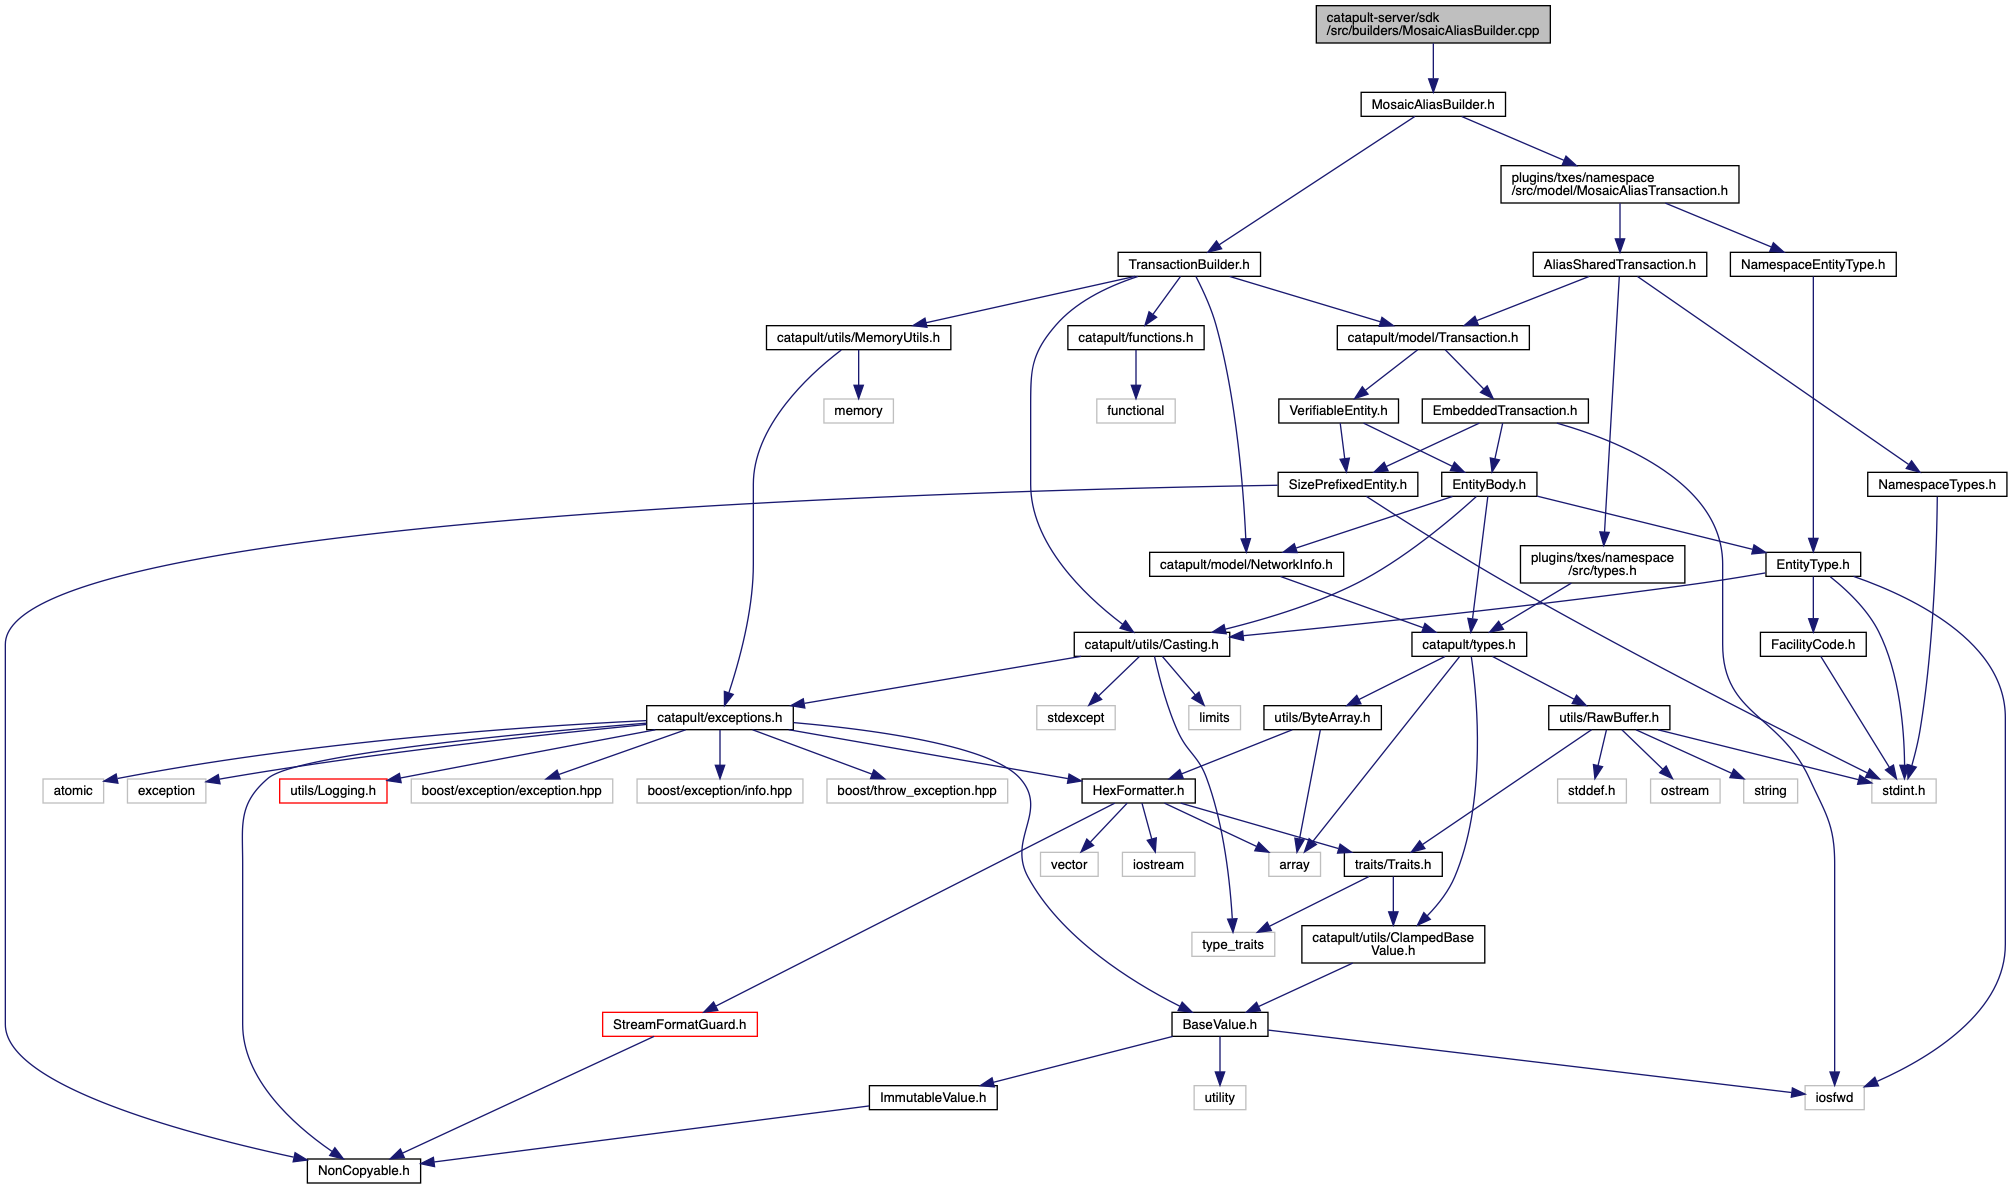 catapult-server/sdk
/src/builders/MosaicAliasBuilder.cpp
MosaicAliasBuilder.h
plugins/txes/namespace
/src/model/MosaicAliasTransaction.h
TransactionBuilder.h
AliasSharedTransaction.h
NamespaceEntityType.h
catapult/utils/MemoryUtils.h
catapult/functions.h
catapult/model/Transaction.h
memory
functional
VerifiableEntity.h
EmbeddedTransaction.h
SizePrefixedEntity.h
EntityBody.h
NamespaceTypes.h
catapult/model/NetworkInfo.h
plugins/txes/namespace
/src/types.h
EntityType.h
catapult/utils/Casting.h
catapult/types.h
FacilityCode.h
catapult/exceptions.h
stdexcept
limits
utils/ByteArray.h
utils/RawBuffer.h
atomic
exception
utils/Logging.h
boost/exception/exception.hpp
boost/exception/info.hpp
boost/throw_exception.hpp
HexFormatter.h
stddef.h
ostream
string
stdint.h
vector
iostream
array
traits/Traits.h
type_traits
catapult/utils/ClampedBase
Value.h
StreamFormatGuard.h
BaseValue.h
ImmutableValue.h
utility
iosfwd
NonCopyable.h